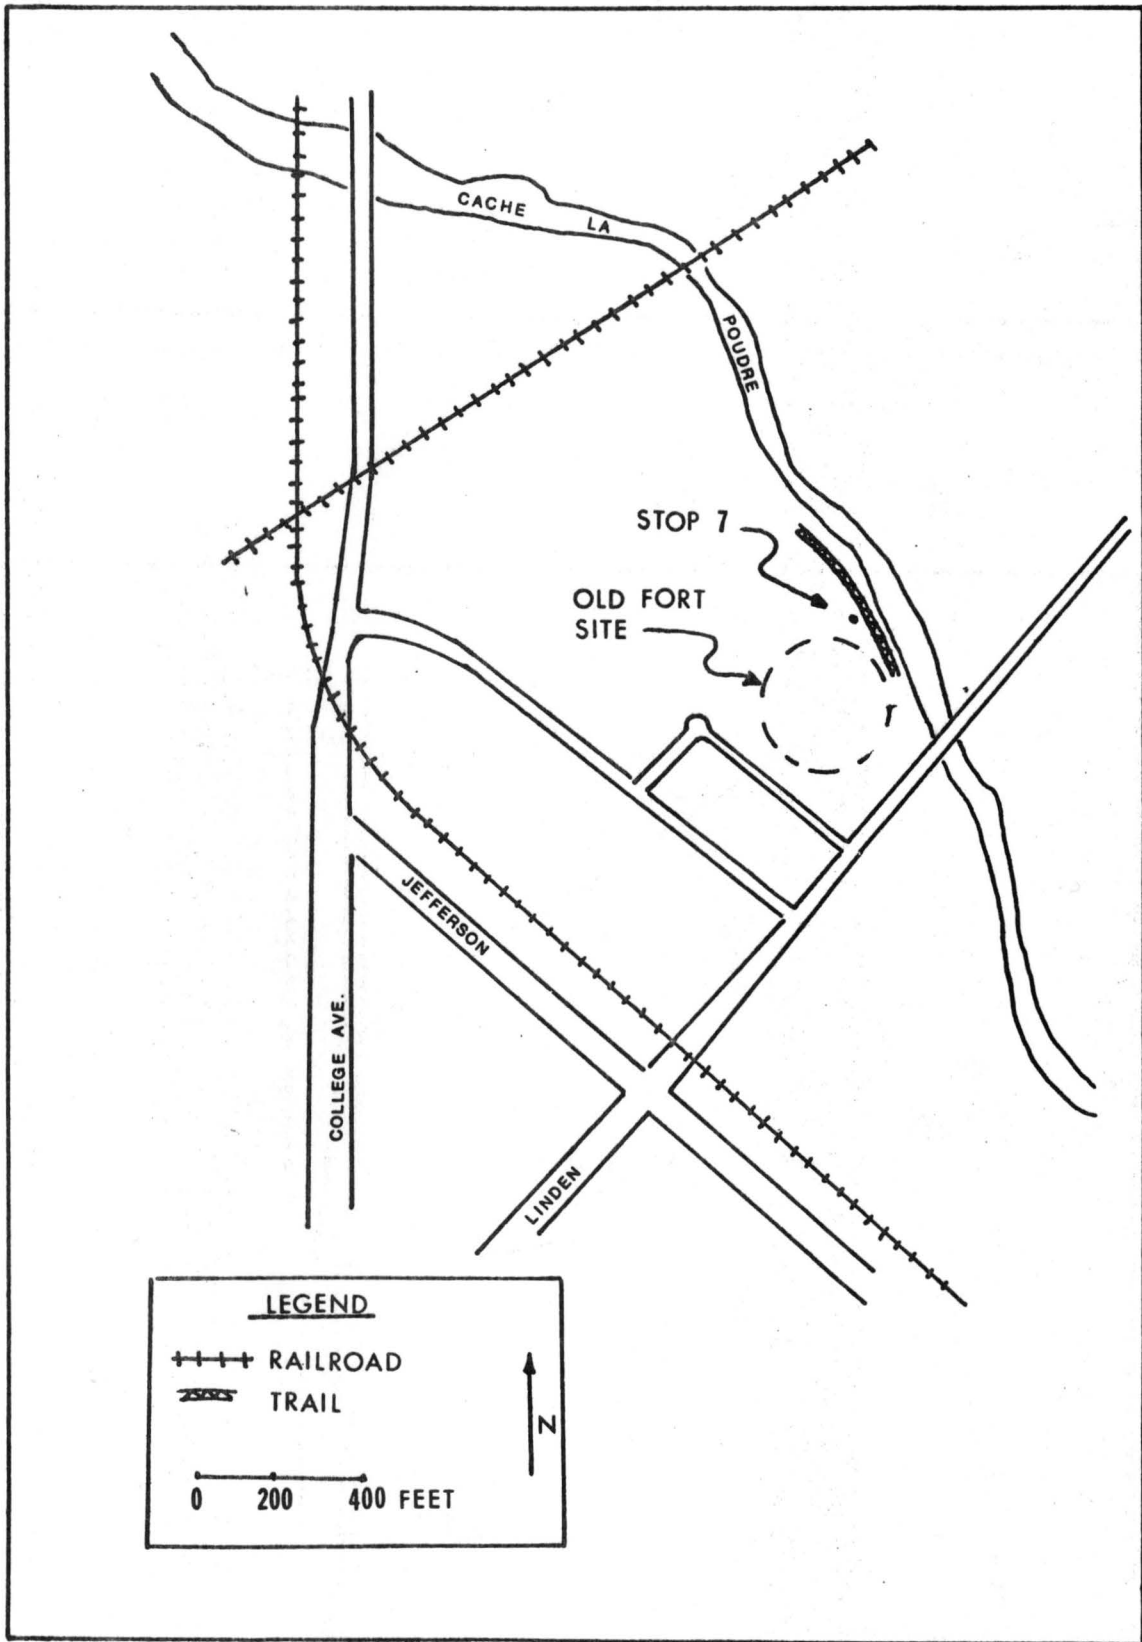 CACHE LA
POUDRE
STOP 7
OLD FORT
SITE
JEFFERSON
COLLEGE AVE.
LINDEN
LEGEND
RAILROAD
TRAIL
N
0 200 400 FEET